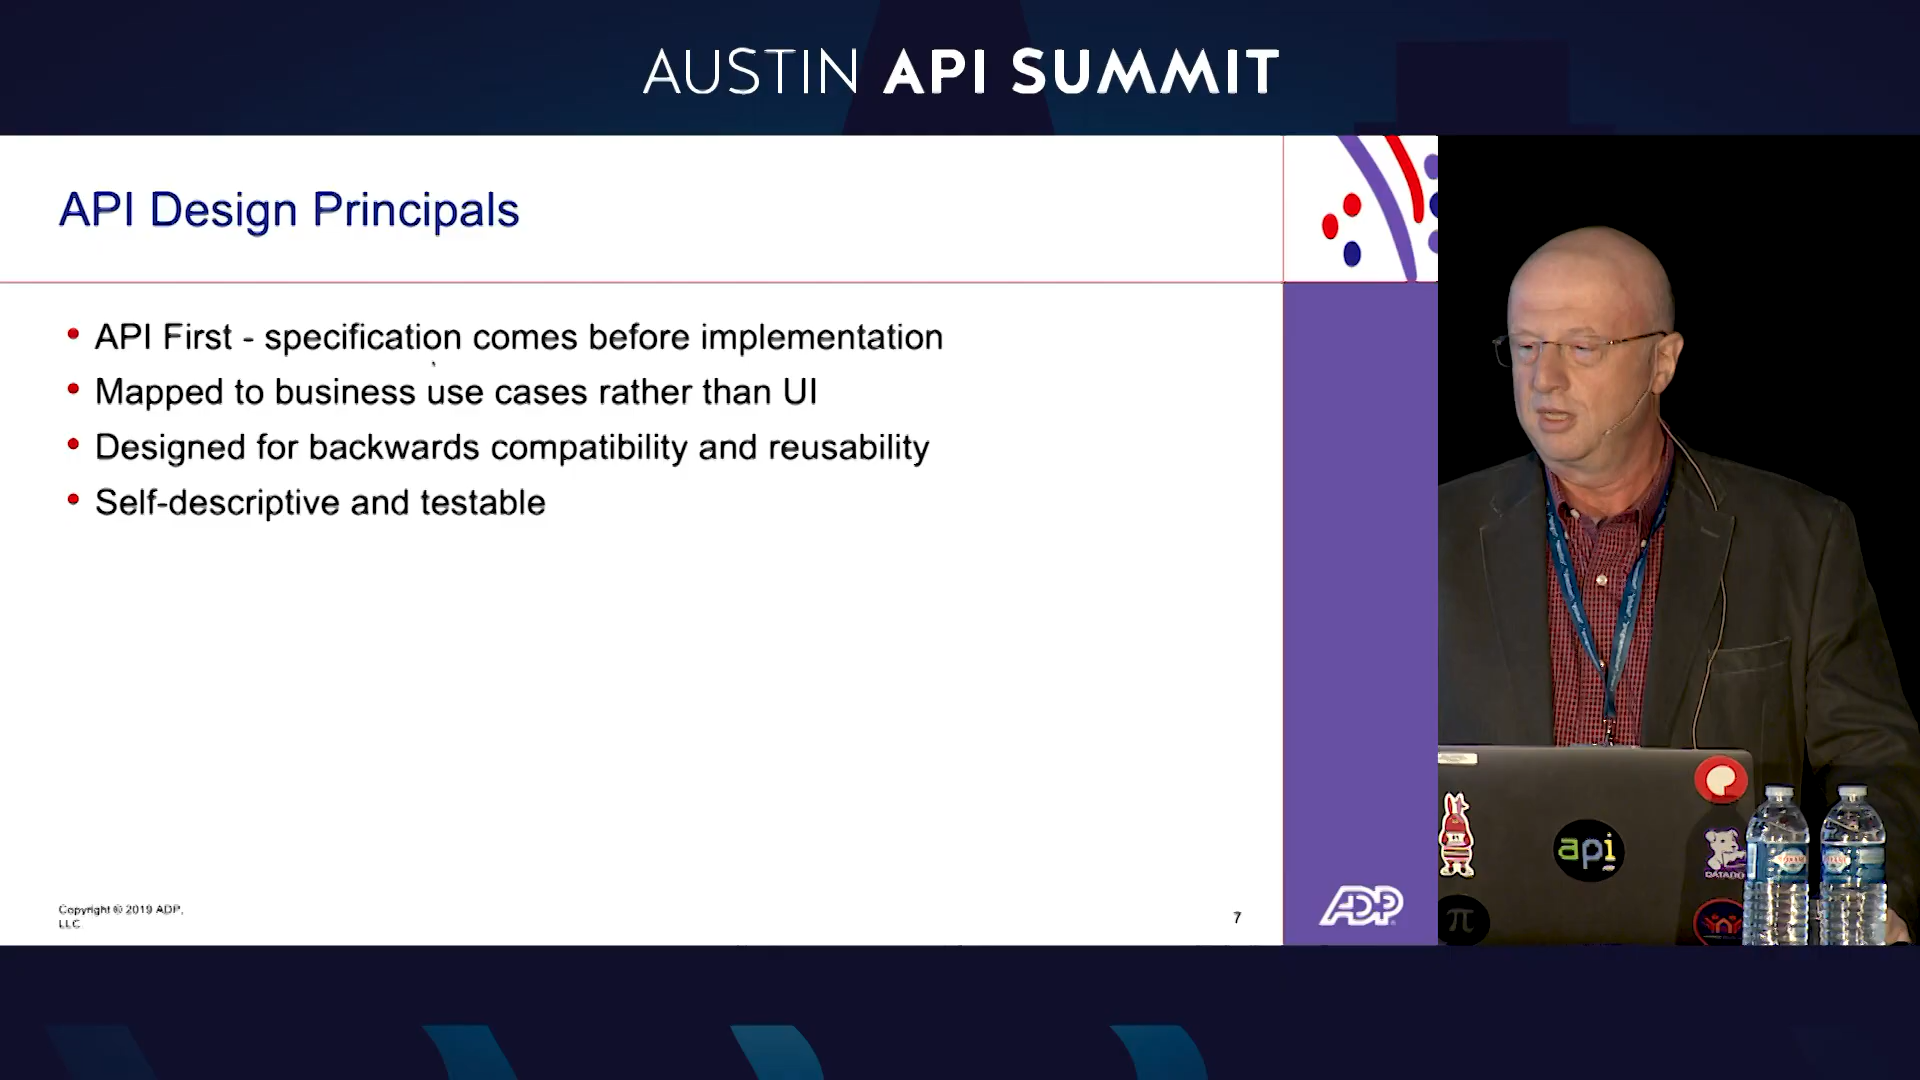 AUSTIN API SUMMIT
API Design Principals
• API First - specification comes before implementation
• Mapped to business use cases rather than UI
• Designed for backwards compatibility and reusability
• Self-descriptive and testable
Copyright © 2019 ADP,
LLC
7
ADP
api
π